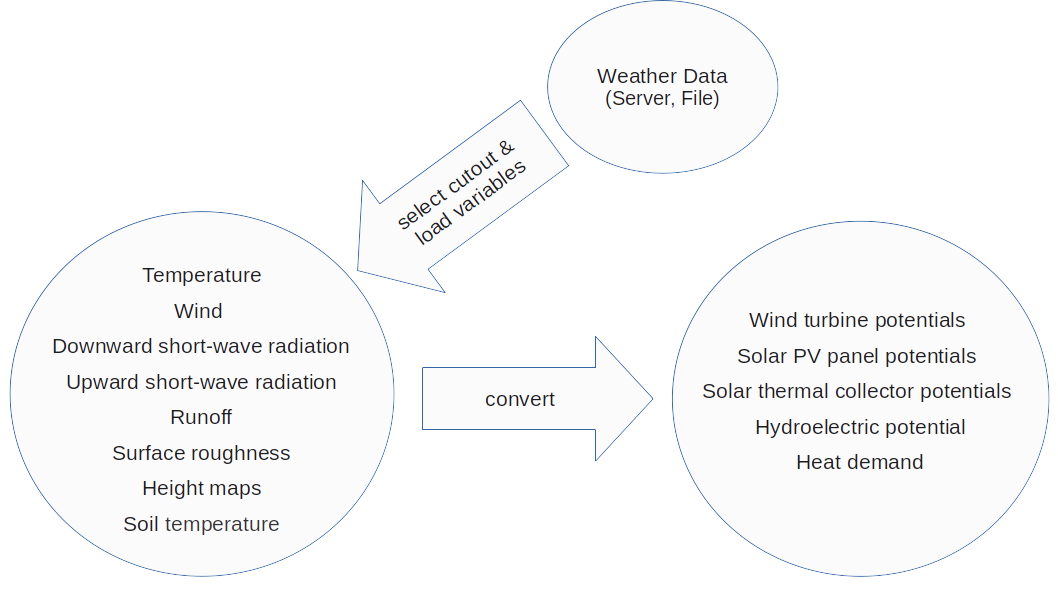 Weather Data
(Server, File)
select cutout &
load variables
Temperature
Wind
Downward short-wave radiation
Upward short-wave radiation
Runoff
Surface roughness
Height maps
Soil temperature
convert
Wind turbine potentials
Solar PV panel potentials
Solar thermal collector potentials
Hydroelectric potential
Heat demand